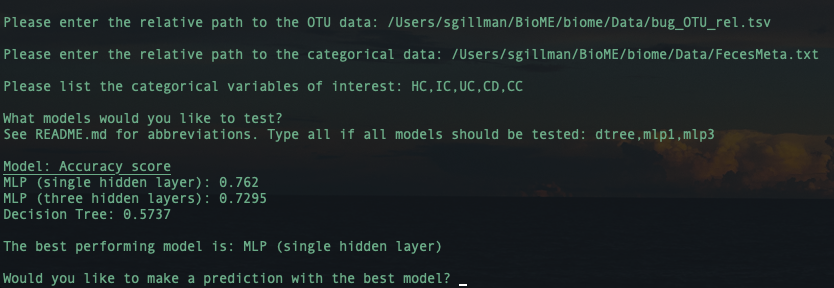 Please enter the relative path to the OTU data: /Users/sgillman/BioME/biome/Data/bug_OTU_rel.tsv
Please enter the relative path to the categorical data: /Users/sgillman/BioME/biome/Data/FecesMeta.txt
Please list the categorical variables of interest: HC,IC,UC,CD,CC
What models would you like to test?
See README.md for abbreviations. Type all if all models should be tested: dtree,mlp1,mlp3
Model: Accuracy score
MLP (single hidden layer): 0.762
MLP (three hidden layers): 0.7295
Decision Tree: 0.5737
The best performing model is: MLP (single hidden layer)
Would you like to make a prediction with the best model?